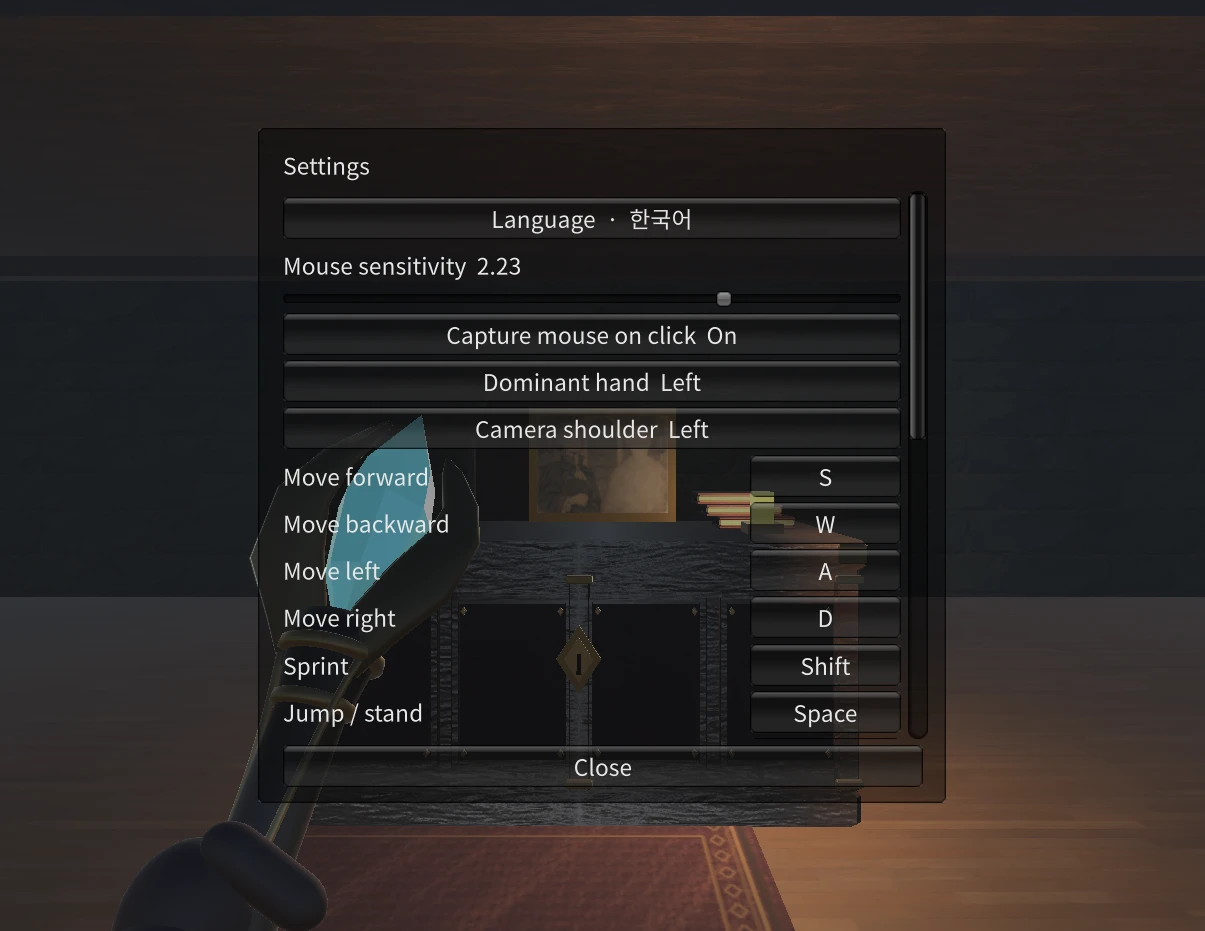 Settings
Language · 한국어
Mouse sensitivity 2.23
Capture mouse on click On
Dominant hand Left
Camera shoulder Left
Move forward S
Move backward W
Move left A
Move right D
Sprint Shift
Jump / stand Space
Close